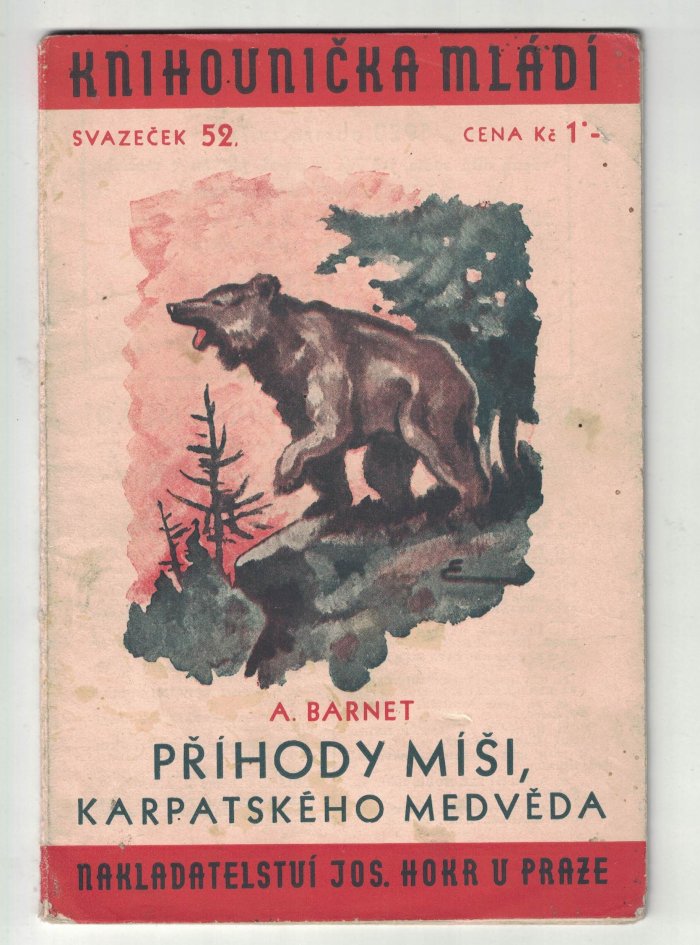 KNIHOVNIČKA MLÁDÍ
SVAZEČEK 52.
CENA Kč 1·-
A. BARNET
PŘÍHODY MÍŠI,
KARPATSKÉHO MEDVĚDA
NAKLADATELSTVÍ JOS. HOKR V PRAZE